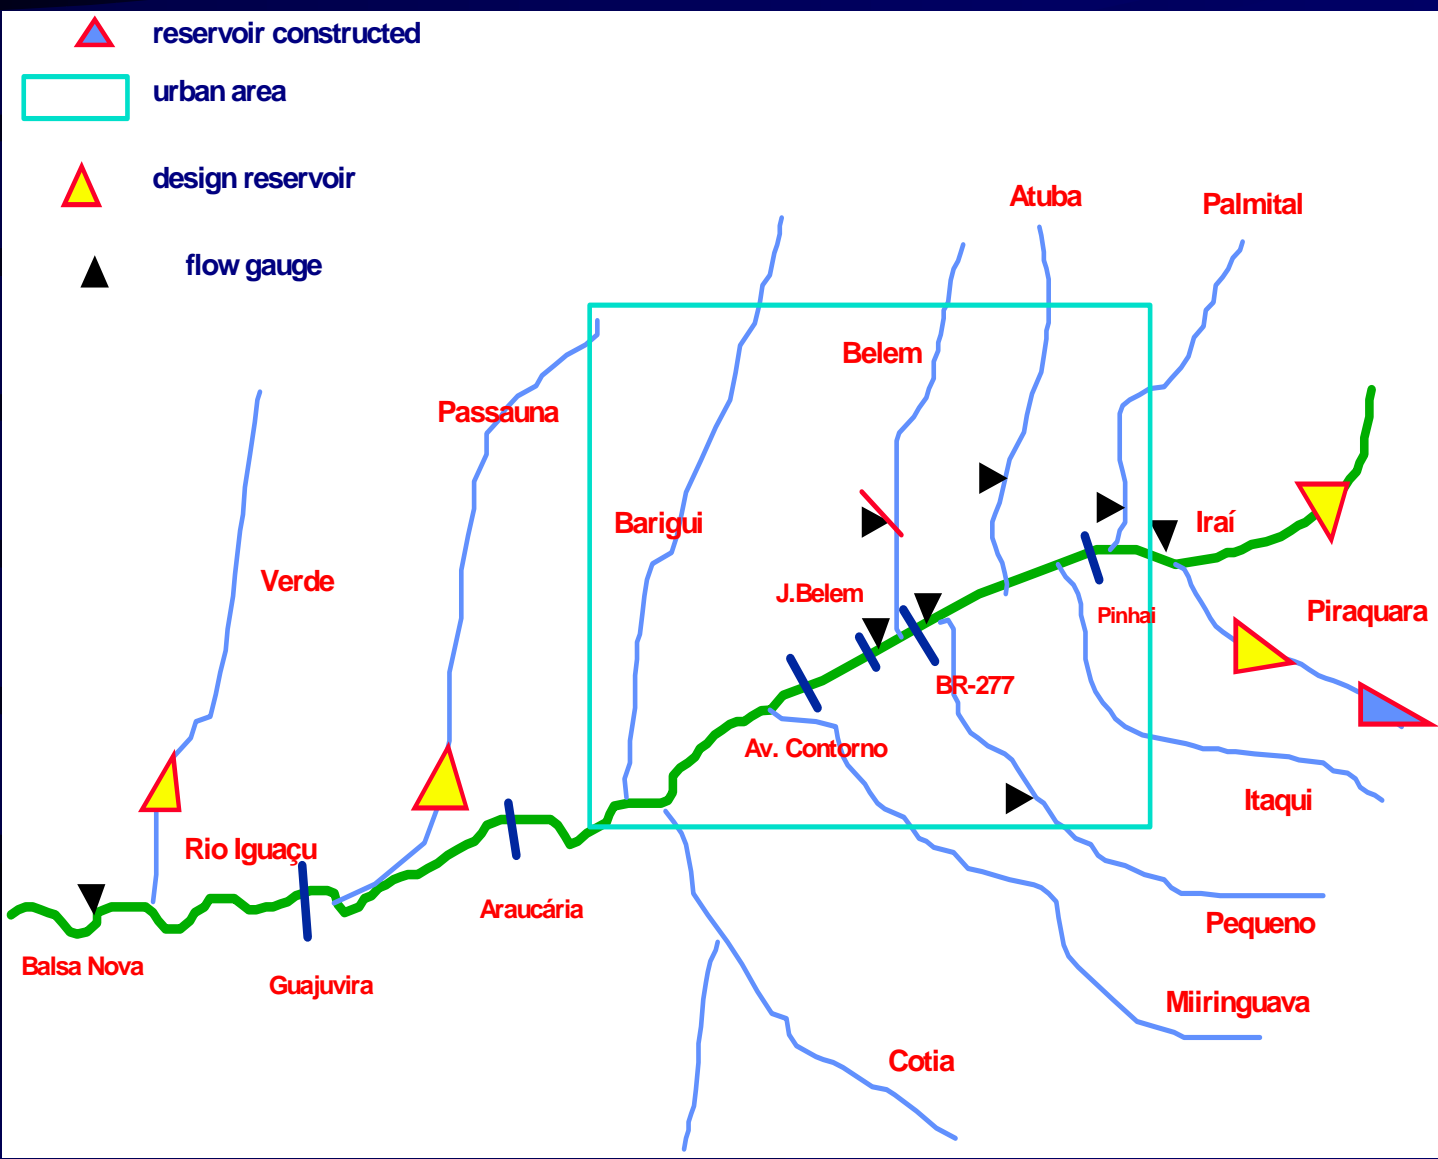 reservoir constructed
urban area
design reservoir
flow gauge
Atuba
Palmital
Belem
Passauna
Barigui
Iraí
Verde
J.Belem
Pinhai
Piraquara
BR-277
Av. Contorno
Itaqui
Rio Iguaçu
Araucária
Pequeno
Balsa Nova
Guajuvira
Miiringuava
Cotia